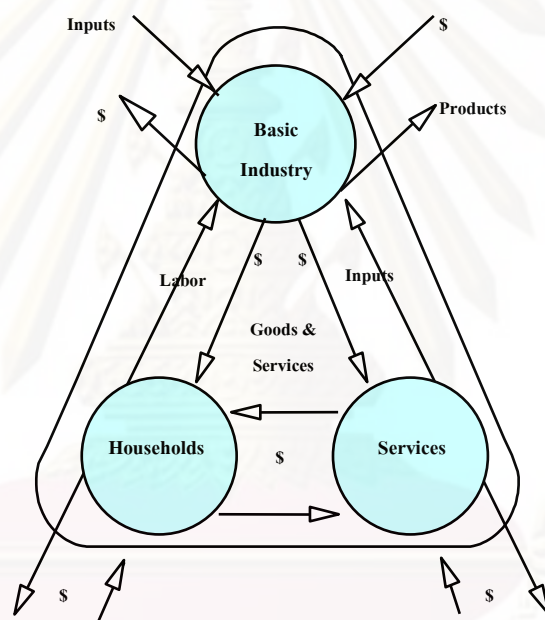 Inputs
$
$
Products
Basic
Industry
$
$
Labor
Inputs
Goods &
Services
Households
Services
$
$
$